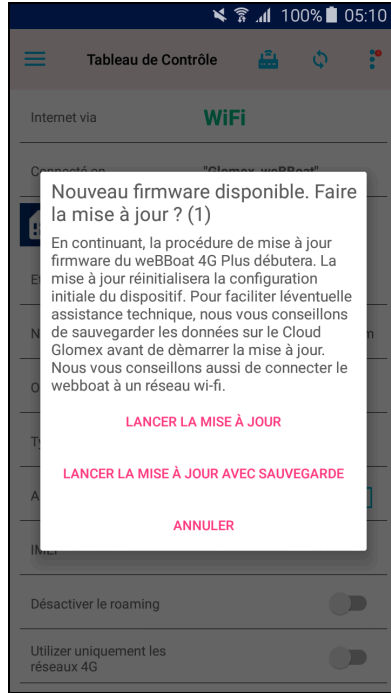 100% 05:10
Tableau de Contrôle
Internet via WiFi
Connecté en "Glomex_weBBoat"
Nouveau firmware disponible. Faire
la mise à jour ? (1)
En continuant, la procédure de mise à jour
firmware du weBBoat 4G Plus débutera. La
mise à jour réinitialisera la configuration
initiale du dispositif. Pour faciliter léventuelle
assistance technique, nous vous conseillons
de sauvegarder les données sur le Cloud
Glomex avant de dèmarrer la mise à jour.
Nous vous conseillons aussi de connecter le
webboat à un réseau wi-fi.
LANCER LA MISE À JOUR
LANCER LA MISE À JOUR AVEC SAUVEGARDE
ANNULER
IMEI
Désactiver le roaming
Utiliser uniquement les
réseaux 4G